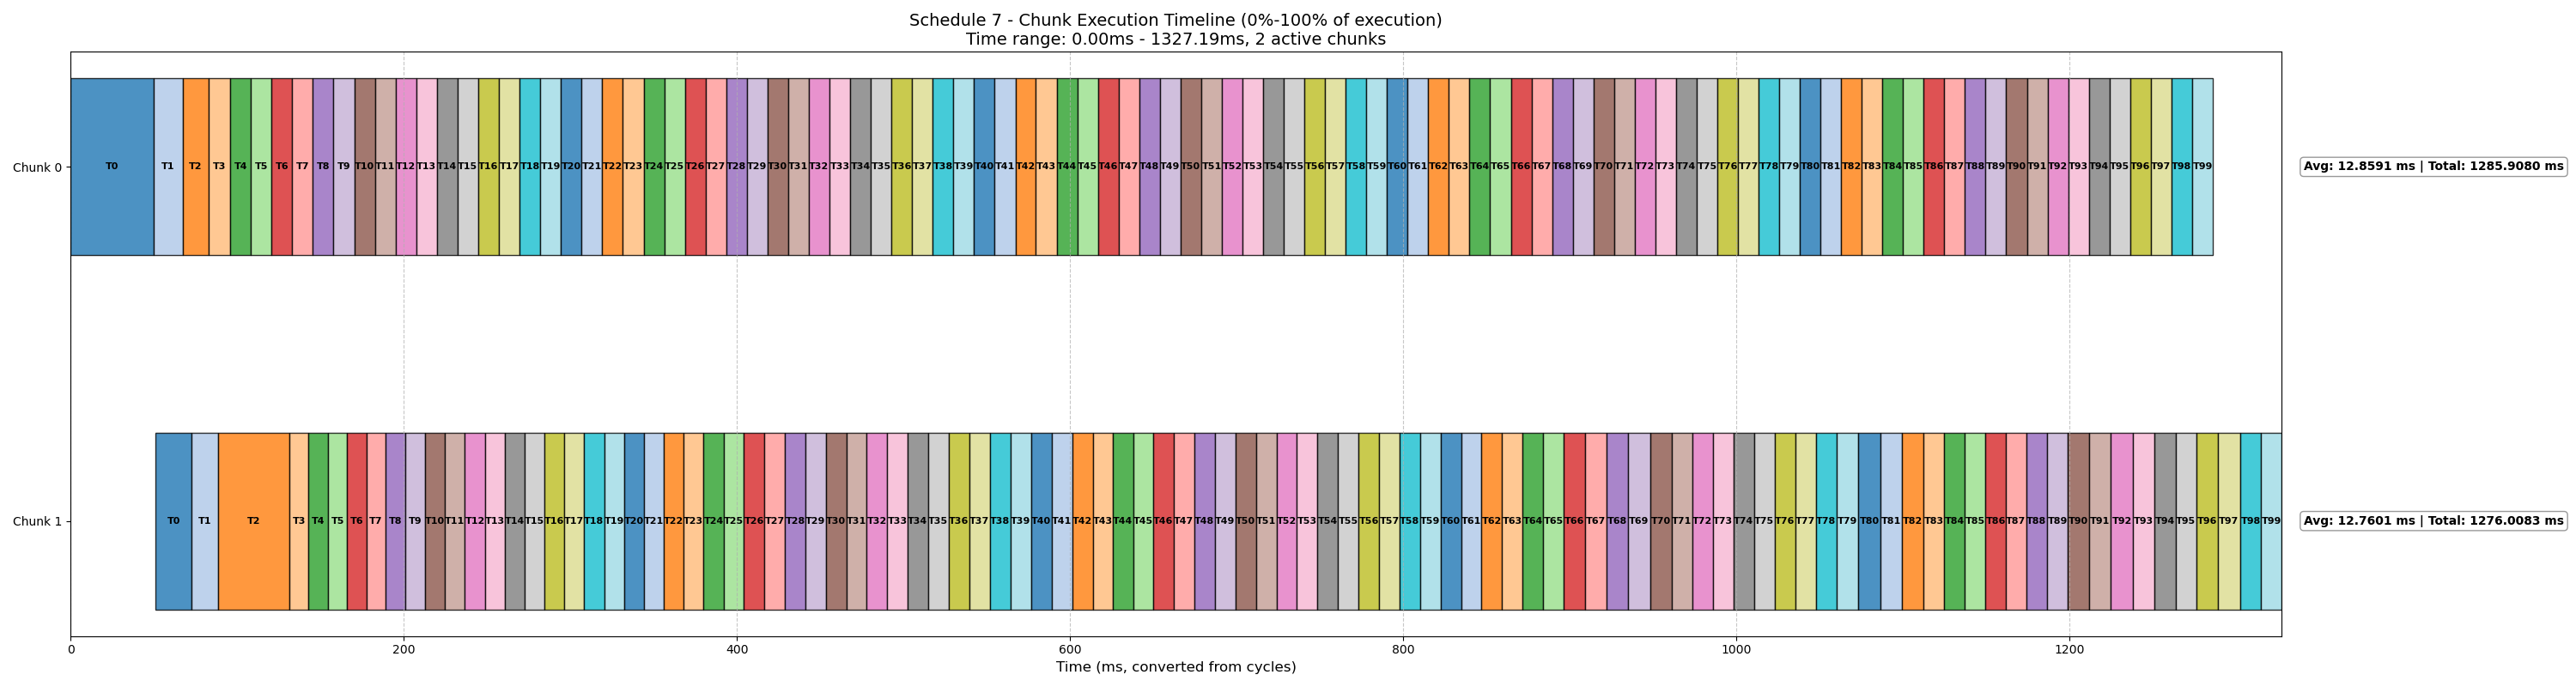 Schedule 7 - Chunk Execution Timeline (0%-100% of execution)
Time range: 0.00ms - 1327.19ms, 2 active chunks
Chunk 0
T0 T1 T2 T3 T4 T5 T6 T7 T8 T9 T10 T11 T12 T13 T14 T15 T16 T17 T18 T19 T20 T21 T22 T23 T24 T25 T26 T27 T28 T29 T30 T31 T32 T33 T34 T35 T36 T37 T38 T39 T40 T41 T42 T43 T44 T45 T46 T47 T48 T49 T50 T51 T52 T53 T54 T55 T56 T57 T58 T59 T60 T61 T62 T63 T64 T65 T66 T67 T68 T69 T70 T71 T72 T73 T74 T75 T76 T77 T78 T79 T80 T81 T82 T83 T84 T85 T86 T87 T88 T89 T90 T91 T92 T93 T94 T95 T96 T97 T98 T99
Avg: 12.8591 ms | Total: 1285.9080 ms
Chunk 1
T0 T1 T2 T3 T4 T5 T6 T7 T8 T9 T10 T11 T12 T13 T14 T15 T16 T17 T18 T19 T20 T21 T22 T23 T24 T25 T26 T27 T28 T29 T30 T31 T32 T33 T34 T35 T36 T37 T38 T39 T40 T41 T42 T43 T44 T45 T46 T47 T48 T49 T50 T51 T52 T53 T54 T55 T56 T57 T58 T59 T60 T61 T62 T63 T64 T65 T66 T67 T68 T69 T70 T71 T72 T73 T74 T75 T76 T77 T78 T79 T80 T81 T82 T83 T84 T85 T86 T87 T88 T89 T90 T91 T92 T93 T94 T95 T96 T97 T98 T99
Avg: 12.7601 ms | Total: 1276.0083 ms
0 200 400 600 800 1000 1200
Time (ms, converted from cycles)